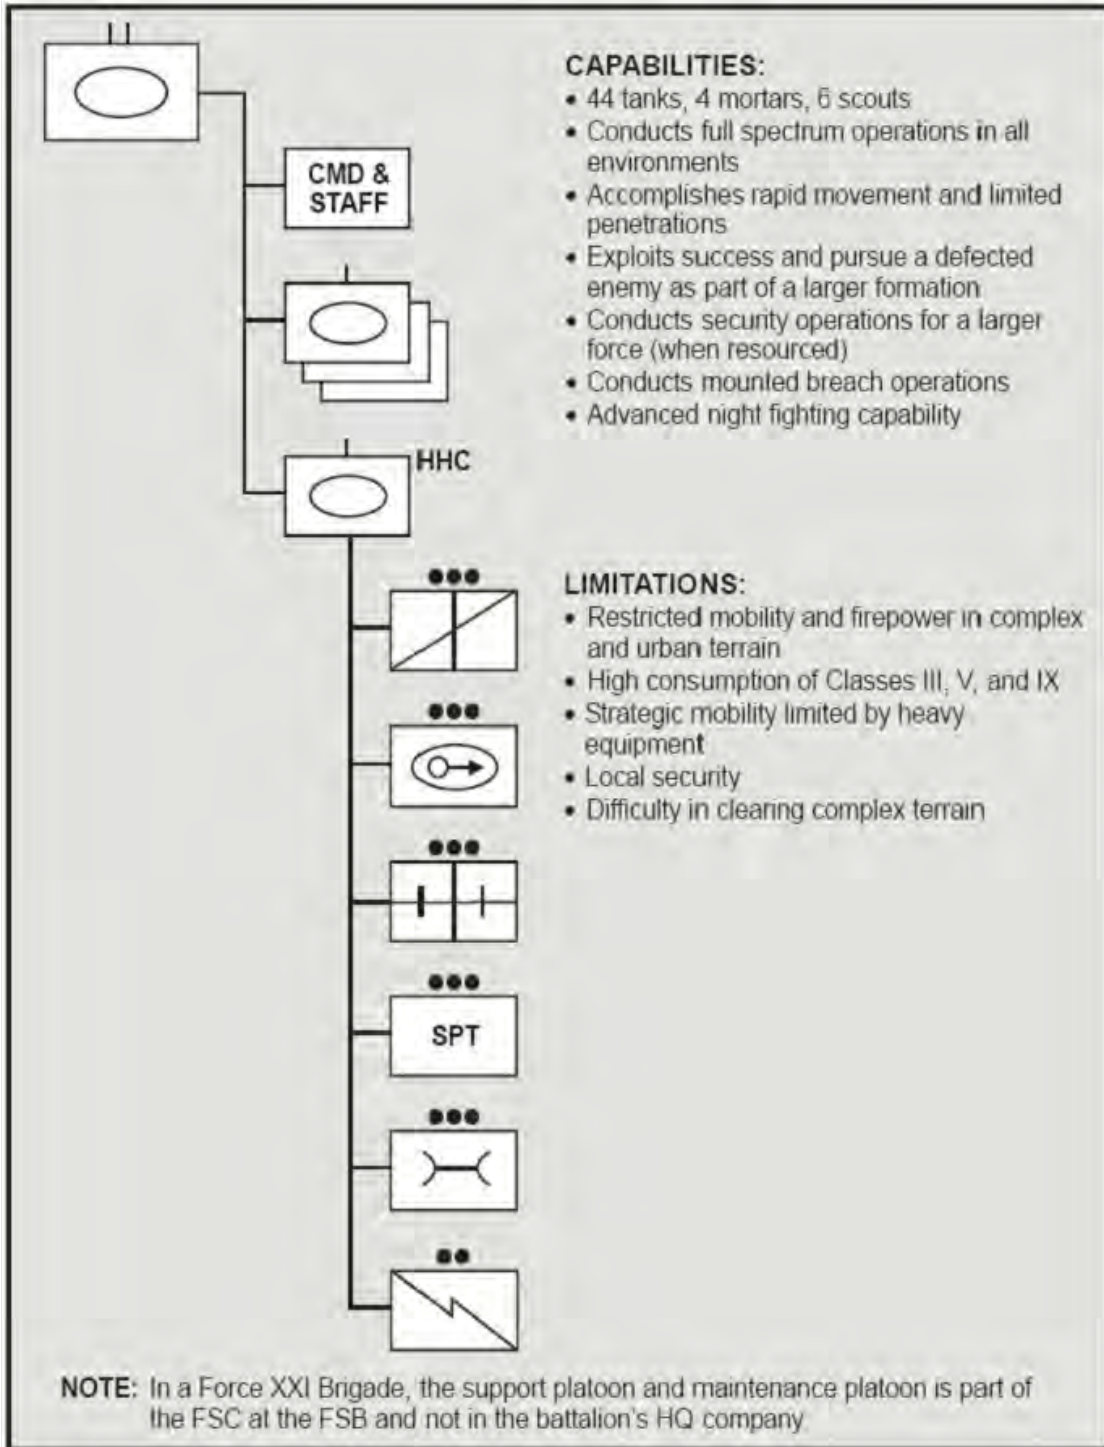 CMD &
STAFF
HHC
SPT
CAPABILITIES:
• 44 tanks, 4 mortars, 6 scouts
• Conducts full spectrum operations in all
environments
• Accomplishes rapid movement and limited
penetrations
• Exploits success and pursue a defected
enemy as part of a larger formation
• Conducts security operations for a larger
force (when resourced)
• Conducts mounted breach operations
• Advanced night fighting capability
LIMITATIONS:
• Restricted mobility and firepower in complex
and urban terrain
• High consumption of Classes III, V, and IX
• Strategic mobility limited by heavy
equipment
• Local security
• Difficulty in clearing complex terrain
NOTE: In a Force XXI Brigade, the support platoon and maintenance platoon is part of
the FSC at the FSB and not in the battalion's HQ company